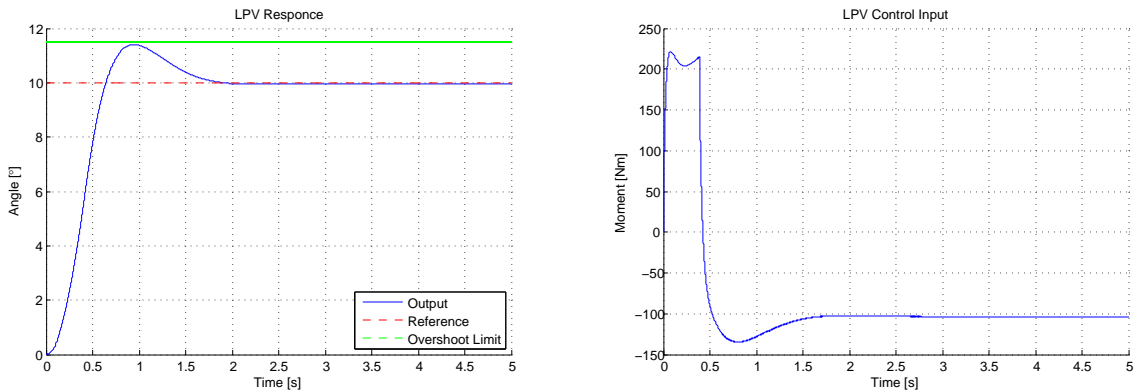 LPV Responce
12
10
8
6
4
2
0
Angle [°]
0 0.5 1 1.5 2 2.5 3 3.5 4 4.5 5
Time [s]
Output
Reference
Overshoot Limit
LPV Control Input
250
200
150
100
50
0
−50
−100
−150
Moment [Nm]
0 0.5 1 1.5 2 2.5 3 3.5 4 4.5 5
Time [s]